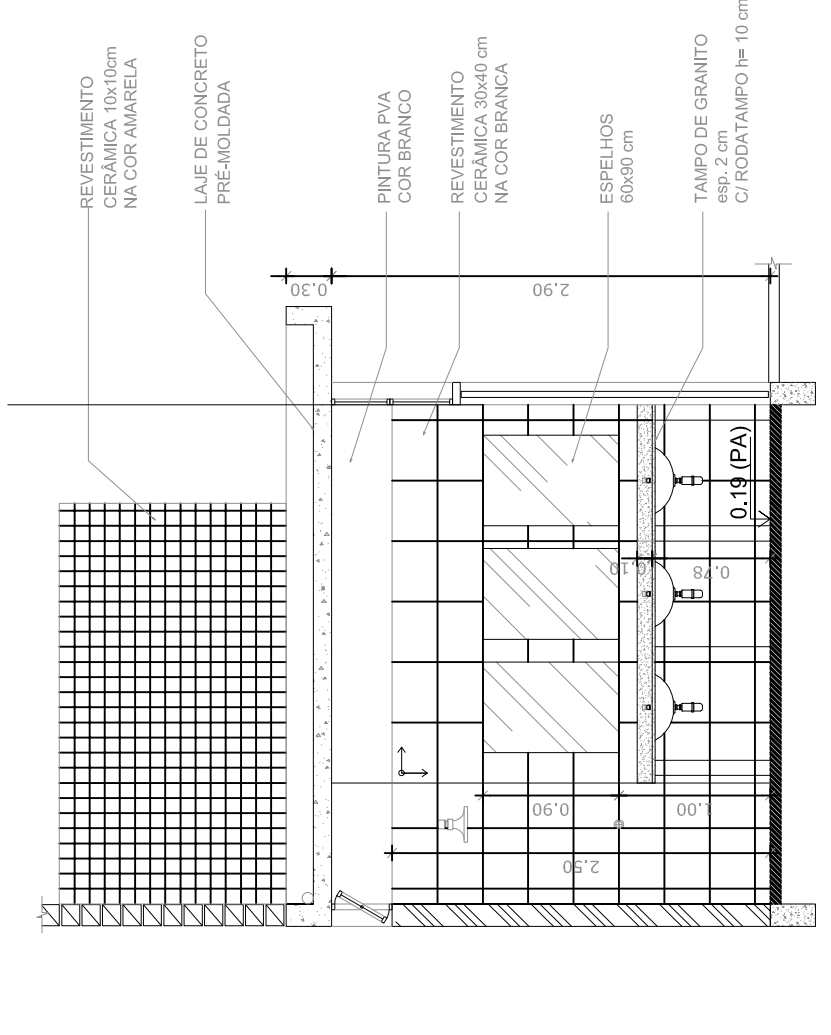 REVESTIMENTO
CERÂMICA 10x10cm
NA COR AMARELA
LAJE DE CONCRETO
PRÉ-MOLDADA
PINTURA PVA
COR BRANCO
REVESTIMENTO
CERÂMICA 30x40 cm
NA COR BRANCA
ESPELHOS
60x90 cm
TAMPO DE GRANITO
esp. 2 cm
C/ RODATAMPO h= 10 cm
0.30
2.90
0.19 (PA)
0.10
0.78
0.90
1.00
2.50